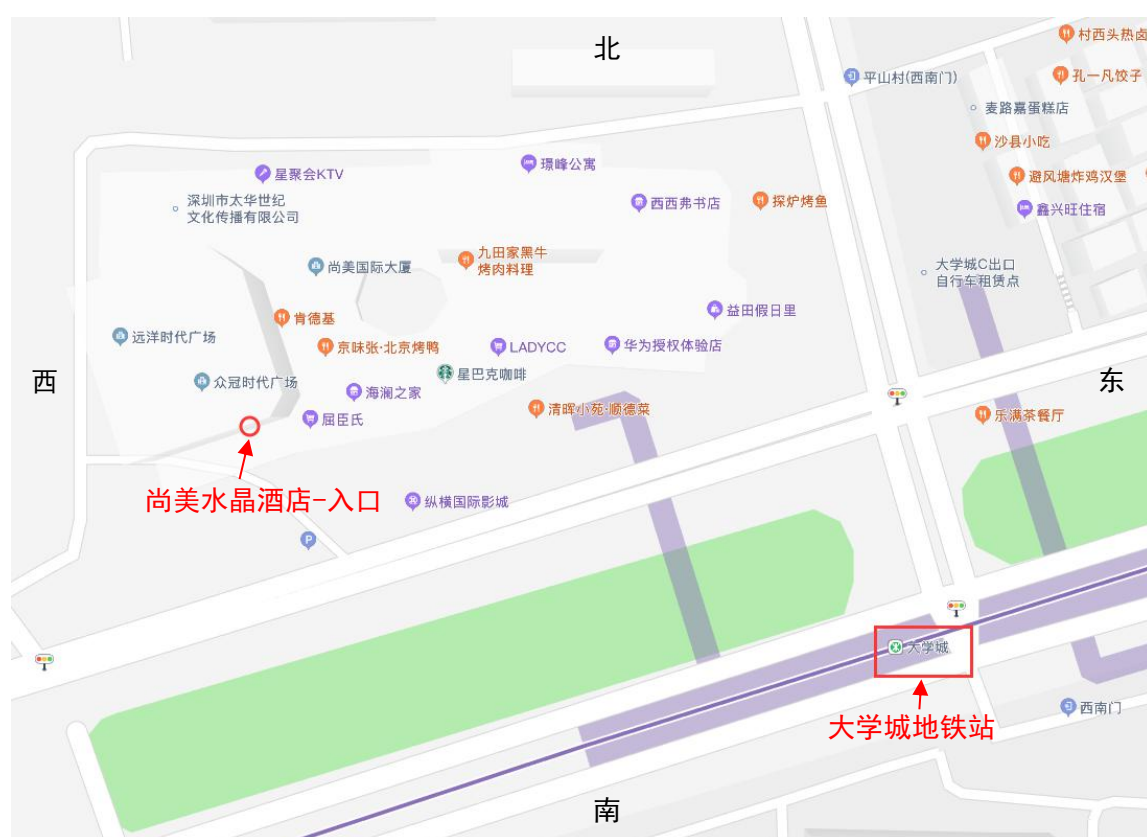 北
村西头热卤
平山村(西南门)
孔一凡饺子
麦路嘉蛋糕店
沙县小吃
璟峰公寓
星聚会KTV
避风塘炸鸡汉堡
深圳市太华世纪
文化传播有限公司
西西弗书店
探炉烤鱼
鑫兴旺住宿
九田家黑牛
烤肉料理
尚美国际大厦
大学城C出口
自行车租赁点
肯德基
益田假日里
远洋时代广场
京味张·北京烤鸭
LADYCC
华为授权体验店
西
众冠时代广场
星巴克咖啡
东
海澜之家
清晖小苑·顺德菜
乐满茶餐厅
屈臣氏
尚美水晶酒店-入口
纵横国际影城
P
大学城
西南门
大学城地铁站
南